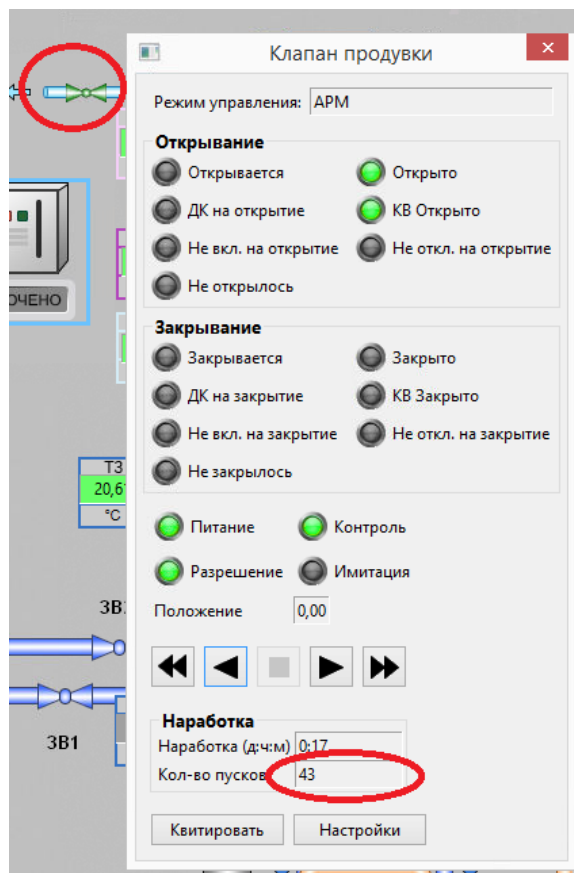 Клапан продувки
Режим управления: АРМ
Открывание
Открывается Открыто
ДК на открытие КВ Открыто
Не вкл. на открытие Не откл. на открытие
Не открылось
Закрывание
Закрывается Закрыто
ДК на закрытие КВ Закрыто
Не вкл. на закрытие Не откл. на закрытие
Не закрылось
Питание Контроль
Разрешение Имитация
Положение 0,00
Наработка
Наработка (д:ч:м) 0:17
Кол-во пусков 43
Квитировать Настройки
ОЧЕНО
Т3
20,6
°C
ЗВ
ЗВ1